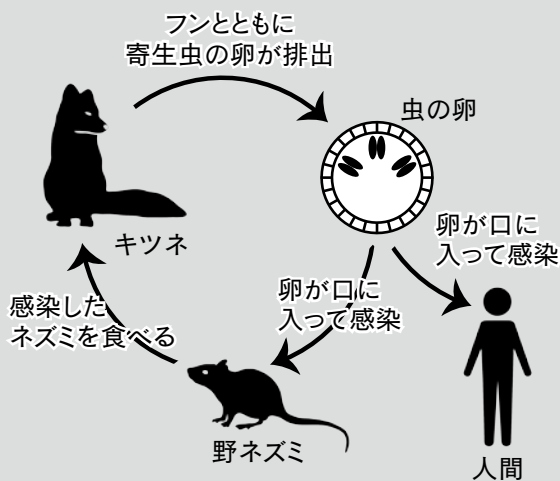 フンとともに
寄生虫の卵が排出
虫の卵
キツネ
卵が口に
入って感染
卵が口に
入って感染
感染した
ネズミを食べる
野ネズミ
人間